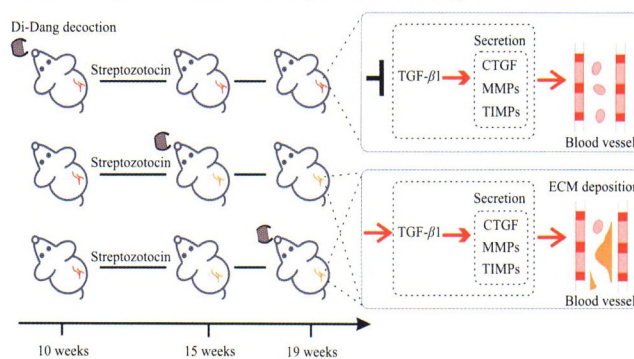 Di-Dang decoction
Streptozotocin
Secretion
TGF-β1
CTGF
MMPs
TIMPs
Blood vessel
Streptozotocin
ECM deposition
Secretion
TGF-β1
CTGF
MMPs
TIMPs
Blood vessel
Streptozotocin
10 weeks
15 weeks
19 weeks